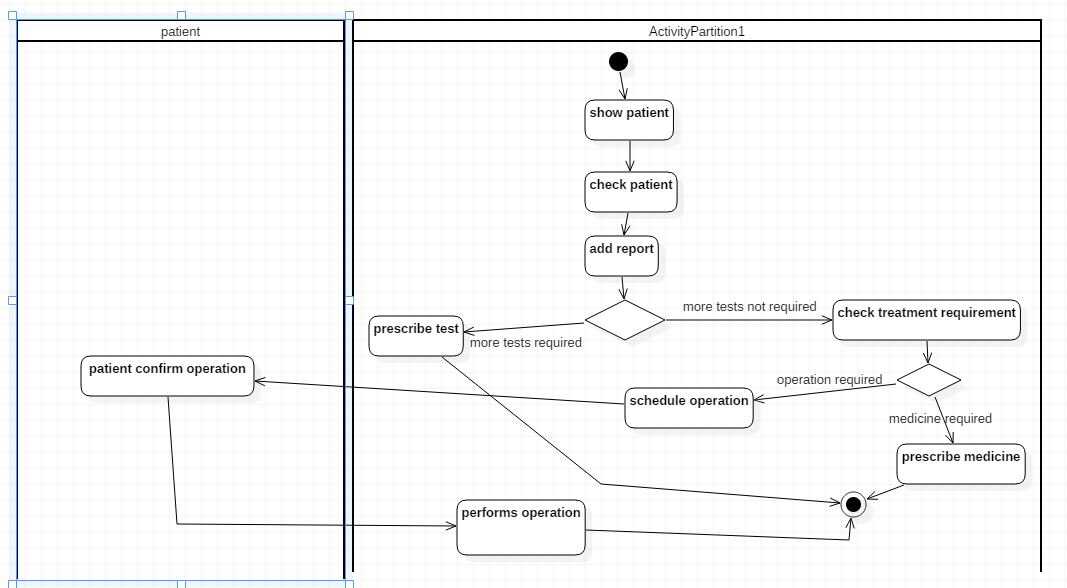 patient
ActivityPartition1
show patient
check patient
add report
more tests not required
check treatment requirement
prescribe test
more tests required
patient confirm operation
operation required
schedule operation
medicine required
prescribe medicine
performs operation